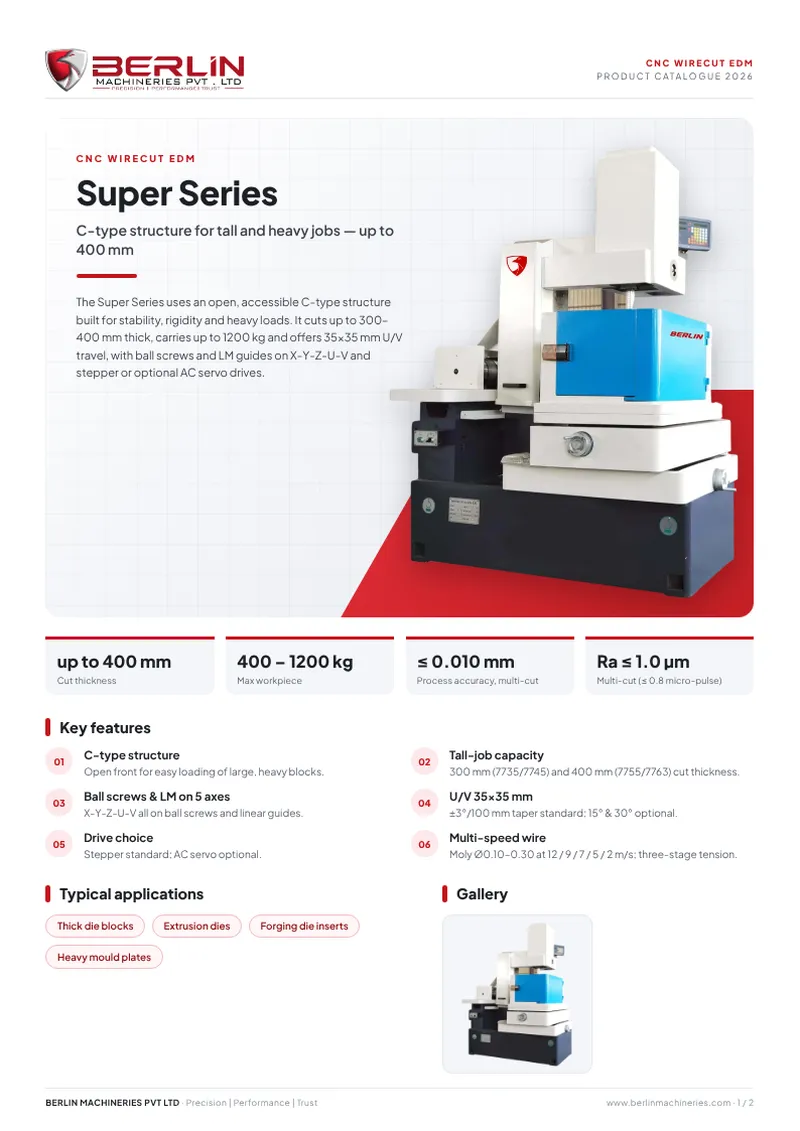 BERLIN
MACHINERIES PVT . LTD
CNC WIRECUT EDM
PRODUCT CATALOGUE 2026
CNC WIRECUT EDM
Super Series
C-type structure for tall and heavy jobs — up to
400 mm
The Super Series uses an open, accessible C-type structure
built for stability, rigidity and heavy loads. It cuts up to 300–
400 mm thick, carries up to 1200 kg and offers 35×35 mm U/V
travel, with ball screws and LM guides on X-Y-Z-U-V and
stepper or optional AC servo drives.
BERLIN
up to 400 mm
Cut thickness
400 – 1200 kg
Max workpiece
≤ 0.010 mm
Process accuracy, multi-cut
Ra ≤ 1.0 µm
Multi-cut (≤ 0.8 micro-pulse)
Key features
01
C-type structure
Open front for easy loading of large, heavy blocks.
02
Tall-job capacity
300 mm (7735/7745) and 400 mm (7755/7763) cut thickness.
03
Ball screws & LM on 5 axes
X-Y-Z-U-V all on ball screws and linear guides.
04
U/V 35×35 mm
±3°/100 mm taper standard; 15° & 30° optional.
05
Drive choice
Stepper standard; AC servo optional.
06
Multi-speed wire
Moly Ø0.10–0.30 at 12 / 9 / 7 / 5 / 2 m/s; three-stage tension.
Typical applications
Thick die blocks
Extrusion dies
Forging die inserts
Heavy mould plates
Gallery
BERLIN MACHINERIES PVT LTD · Precision | Performance | Trust
www.berlinmachineries.com · 1 / 2